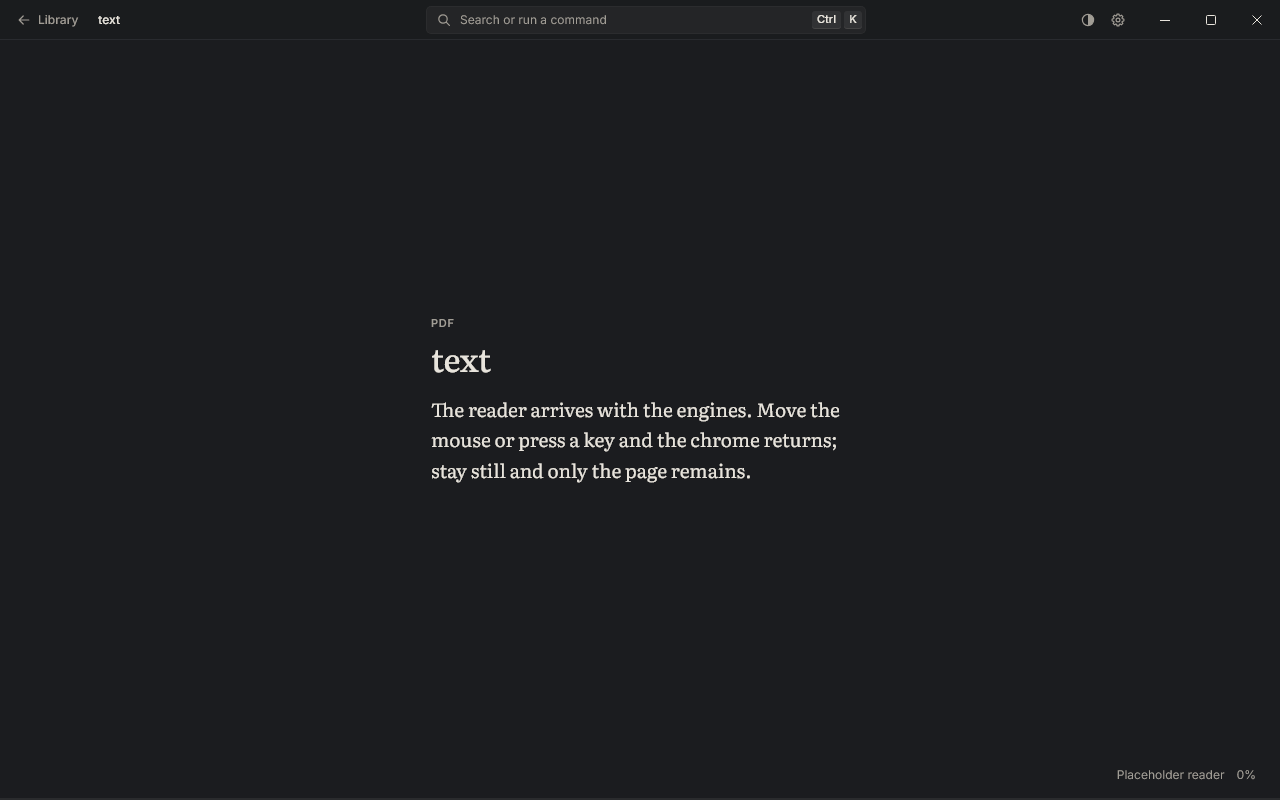 Library text Search or run a command Ctrl K
PDF
text
The reader arrives with the engines. Move the
mouse or press a key and the chrome returns;
stay still and only the page remains.
Placeholder reader 0%